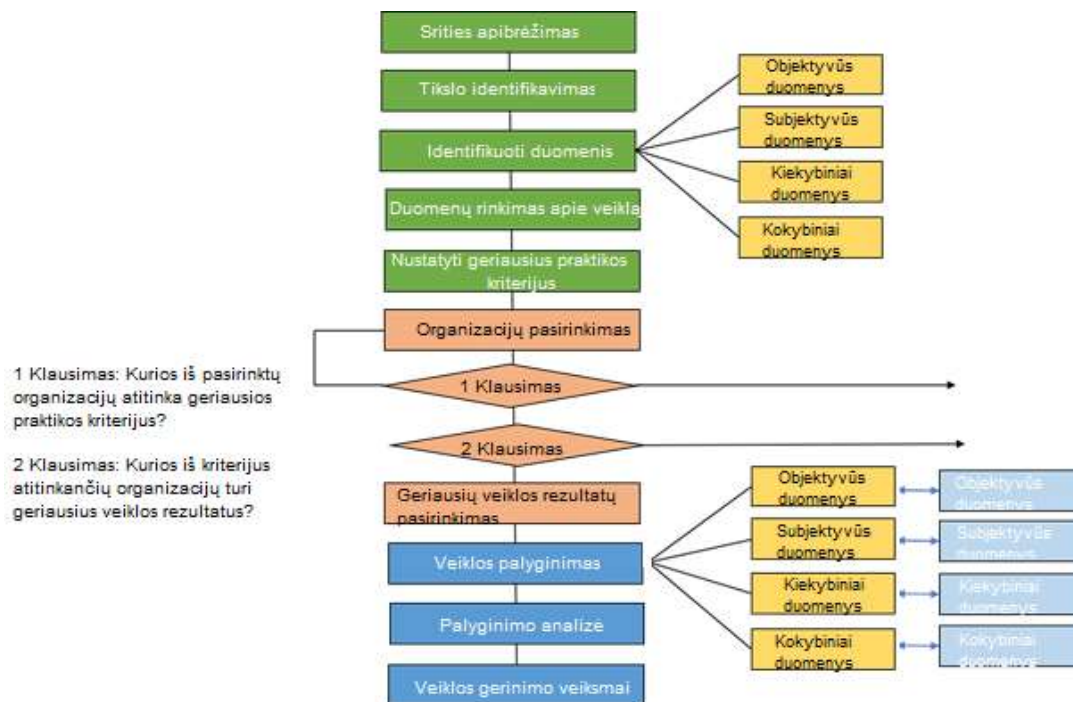 Srities apibrėžimas
Tikslo identifikavimas
Identifikuoti duomenis
Objektyvūs
duomenys
Subjektyvūs
duomenys
Kiekybiniai
duomenys
Kokybiniai
duomenys
Duomenų rinkimas apie veiklą
Nustatyti geriausius praktikos
kriterijus
Organizacijų pasirinkimas
1 Klausimas: Kurios iš pasirinktų
organizacijų atitinka geriausios
praktikos kriterijus?
1 Klausimas
2 Klausimas
2 Klausimas: Kurios iš kriterijus
atitinkančių organizacijų turi
geriausius veiklos rezultatus?
Geriausių veiklos rezultatų
pasirinkimas
Veiklos palyginimas
Objektyvūs
duomenys
Objektyvūs
duomenys
Subjektyvūs
duomenys
Subjektyvūs
duomenys
Kiekybiniai
duomenys
Kiekybiniai
duomenys
Kokybiniai
duomenys
Kokybiniai
duomenys
Palyginimo analizė
Veiklos gerinimo veiksmai